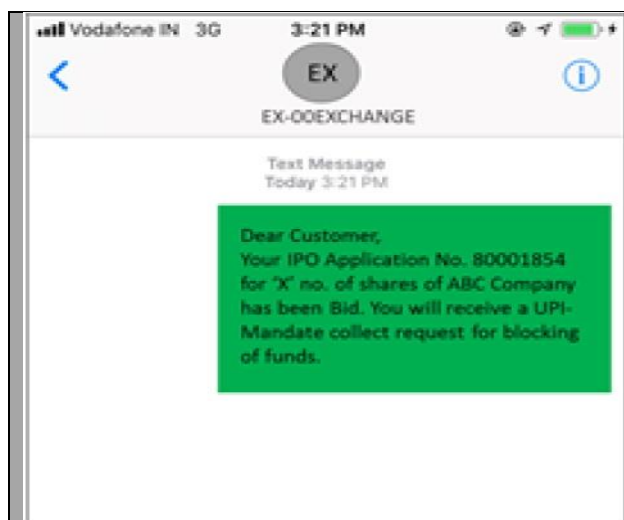 Vodafone IN 3G 3:21 PM
EX
EX-00EXCHANGE
Text Message
Today 3:21 PM
Dear Customer,
Your IPO Application No. 80001854
for 'X' no. of shares of ABC Company
has been Bid. You will receive a UPI-
Mandate collect request for blocking
of funds.